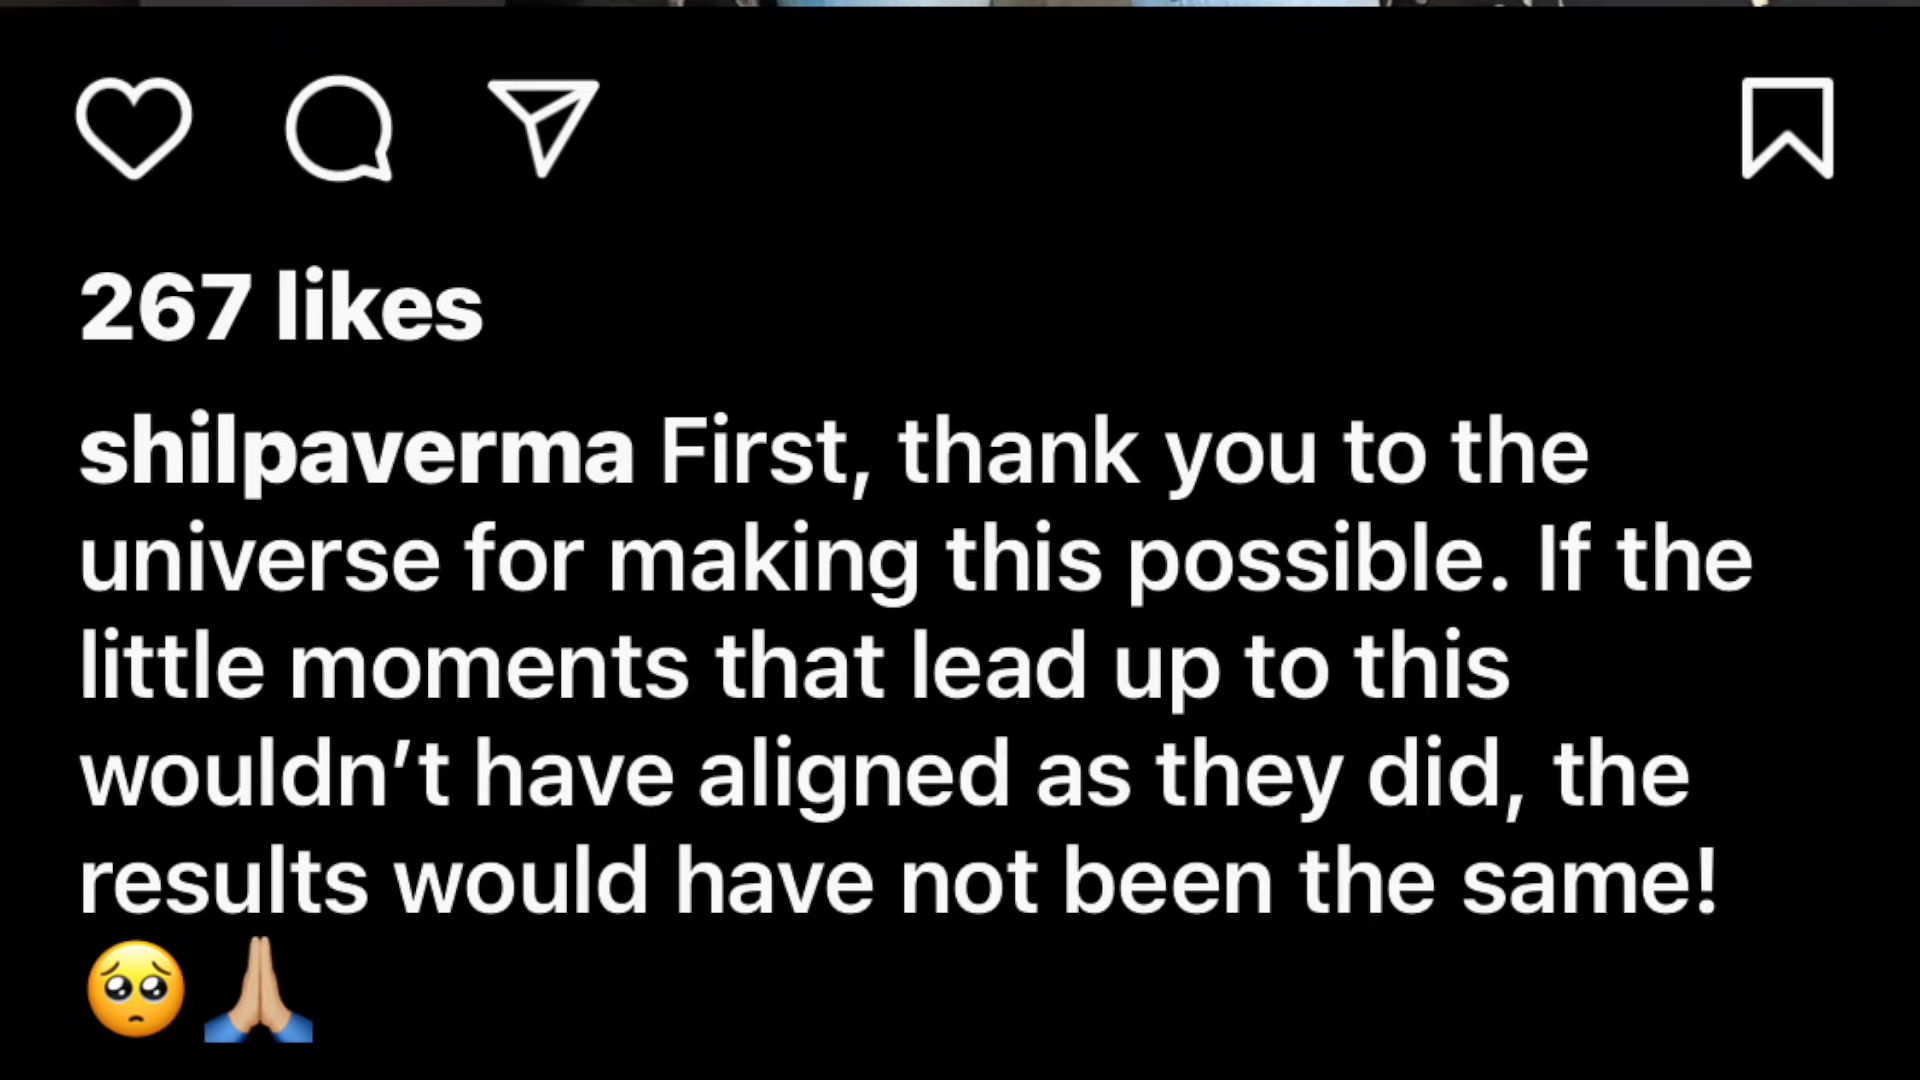 267 likes
shilpaverma First, thank you to the
universe for making this possible. If the
little moments that lead up to this
wouldn’t have aligned as they did, the
results would have not been the same!
🥺🙏🏼